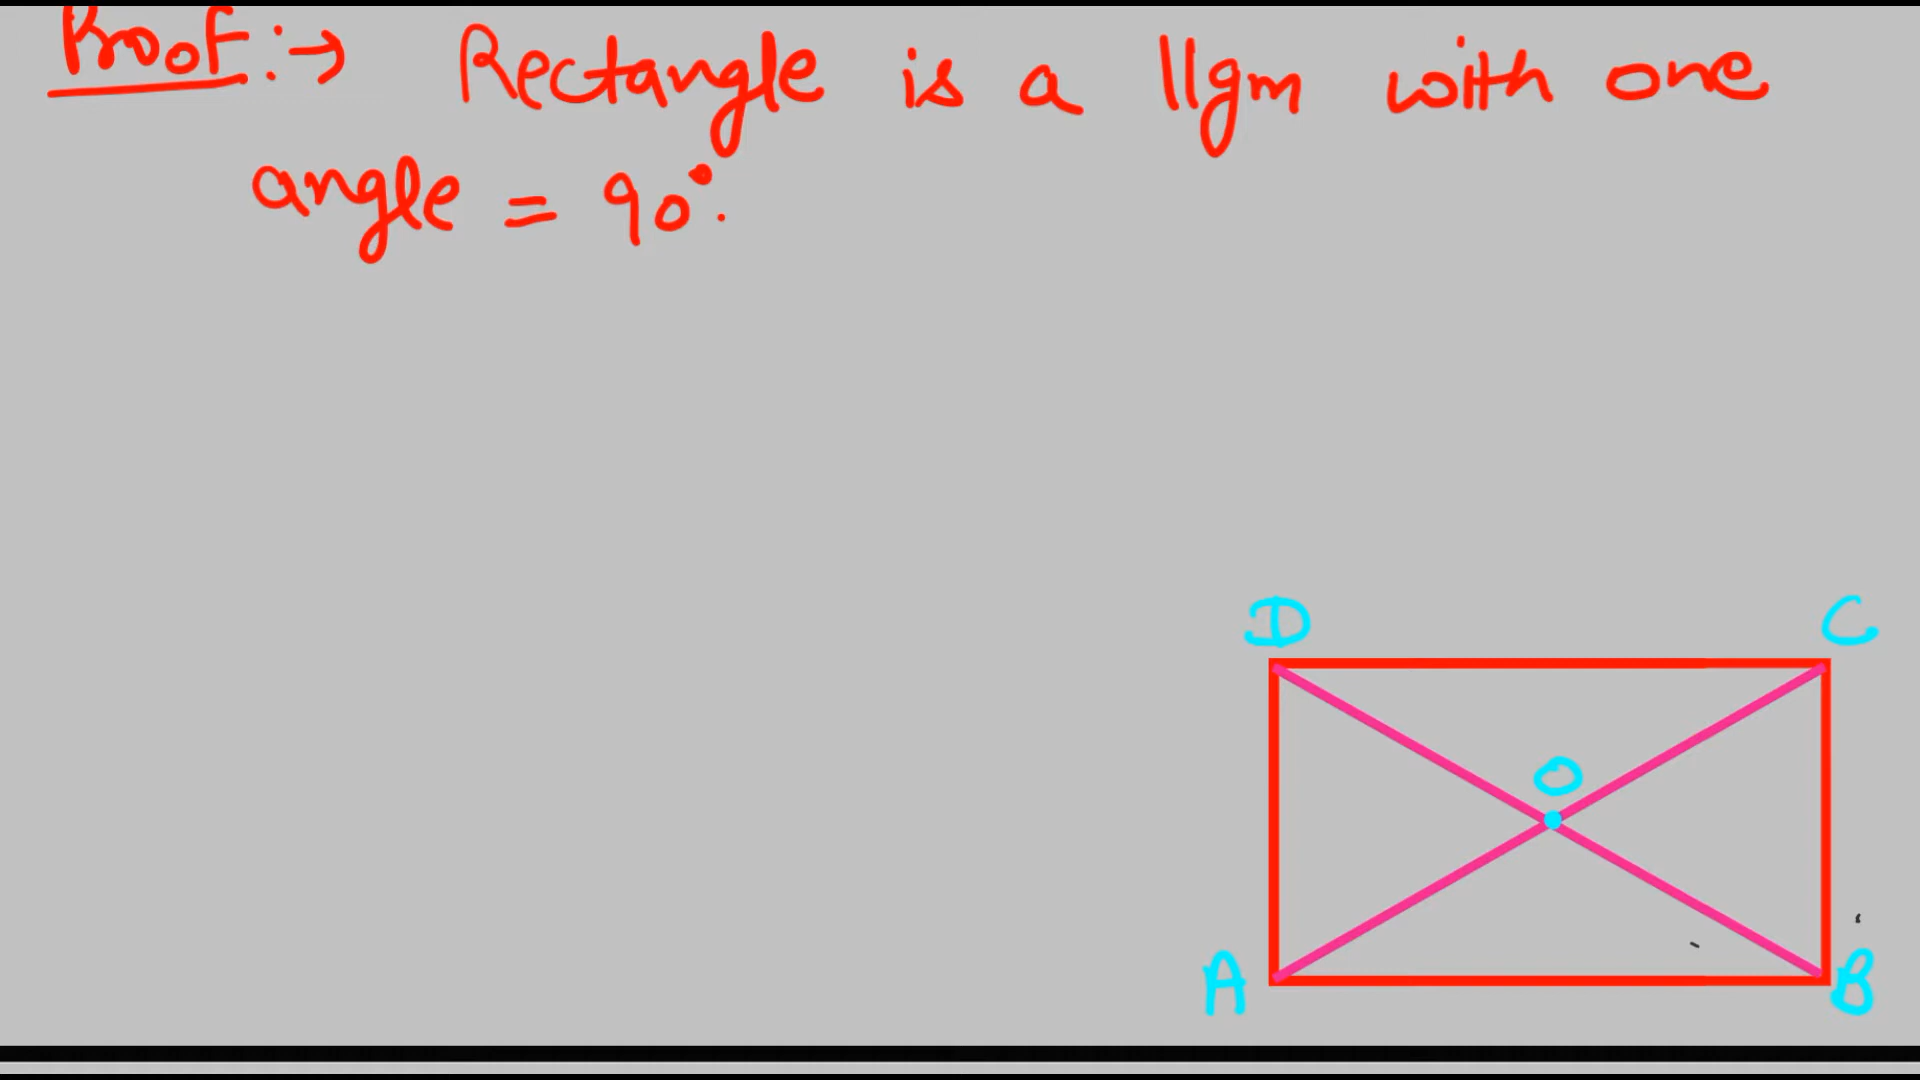 Proof :→ Rectangle is a llgm with one
angle = 90°.
D C
O
A B